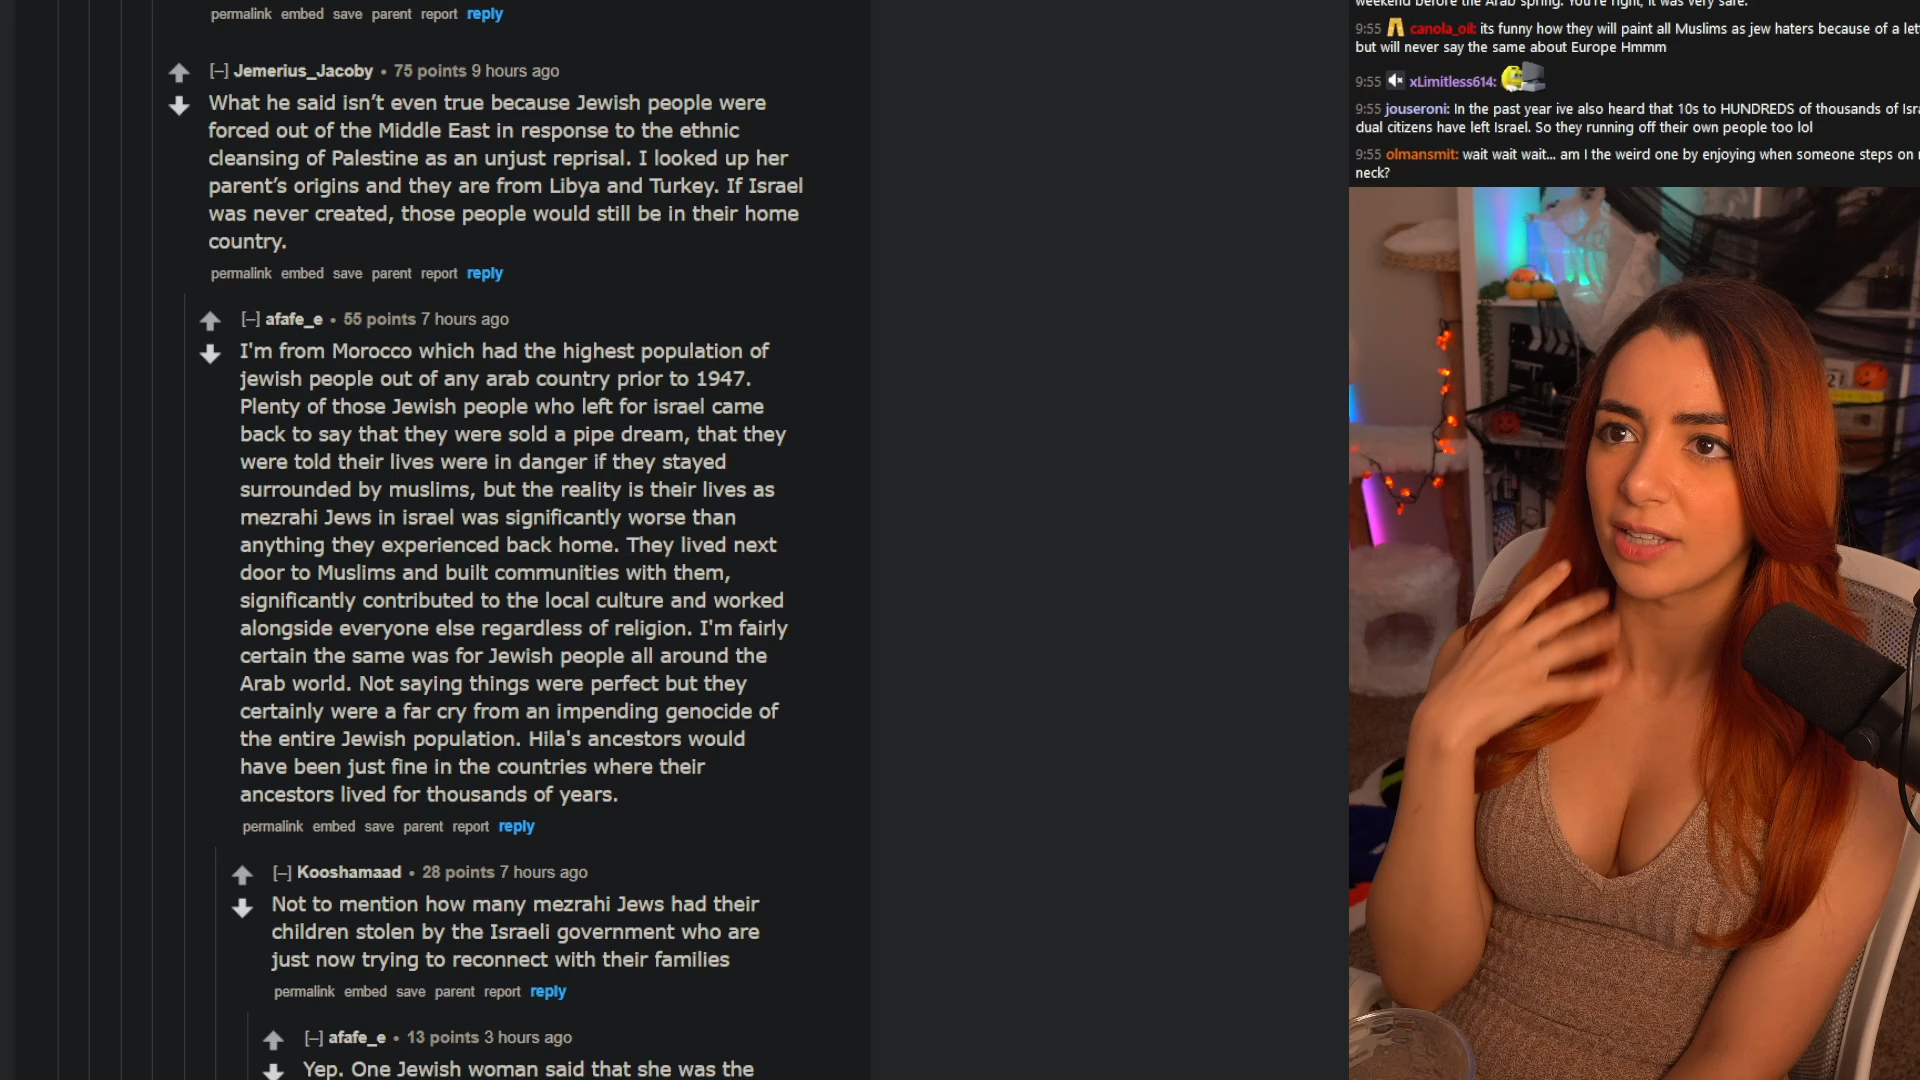 permalink embed save parent report reply
[–] Jemerius_Jacoby • 75 points 9 hours ago
What he said isn’t even true because Jewish people were
forced out of the Middle East in response to the ethnic
cleansing of Palestine as an unjust reprisal. I looked up her
parent’s origins and they are from Libya and Turkey. If Israel
was never created, those people would still be in their home
country.
permalink embed save parent report reply
[–] afafe_e • 55 points 7 hours ago
I'm from Morocco which had the highest population of
jewish people out of any arab country prior to 1947.
Plenty of those Jewish people who left for israel came
back to say that they were sold a pipe dream, that they
were told their lives were in danger if they stayed
surrounded by muslims, but the reality is their lives as
mezrahi Jews in israel was significantly worse than
anything they experienced back home. They lived next
door to Muslims and built communities with them,
significantly contributed to the local culture and worked
alongside everyone else regardless of religion. I'm fairly
certain the same was for Jewish people all around the
Arab world. Not saying things were perfect but they
certainly were a far cry from an impending genocide of
the entire Jewish population. Hila's ancestors would
have been just fine in the countries where their
ancestors lived for thousands of years.
permalink embed save parent report reply
[–] Kooshamaad • 28 points 7 hours ago
Not to mention how many mezrahi Jews had their
children stolen by the Israeli government who are
just now trying to reconnect with their families
permalink embed save parent report reply
[–] afafe_e • 13 points 3 hours ago
Yep. One Jewish woman said that she was the
weekend before the Arab spring. You're right, it was very safe.
9:55 canola_oil: its funny how they will paint all Muslims as jew haters because of a
but will never say the same about Europe Hmmm
9:55 xLimitless614:
9:55 jouseroni: In the past year ive also heard that 10s to HUNDREDS of thousands of
dual citizens have left Israel. So they running off their own people too lol
9:55 olmansmit: wait wait wait... am I the weird one by enjoying when someone steps on
neck?